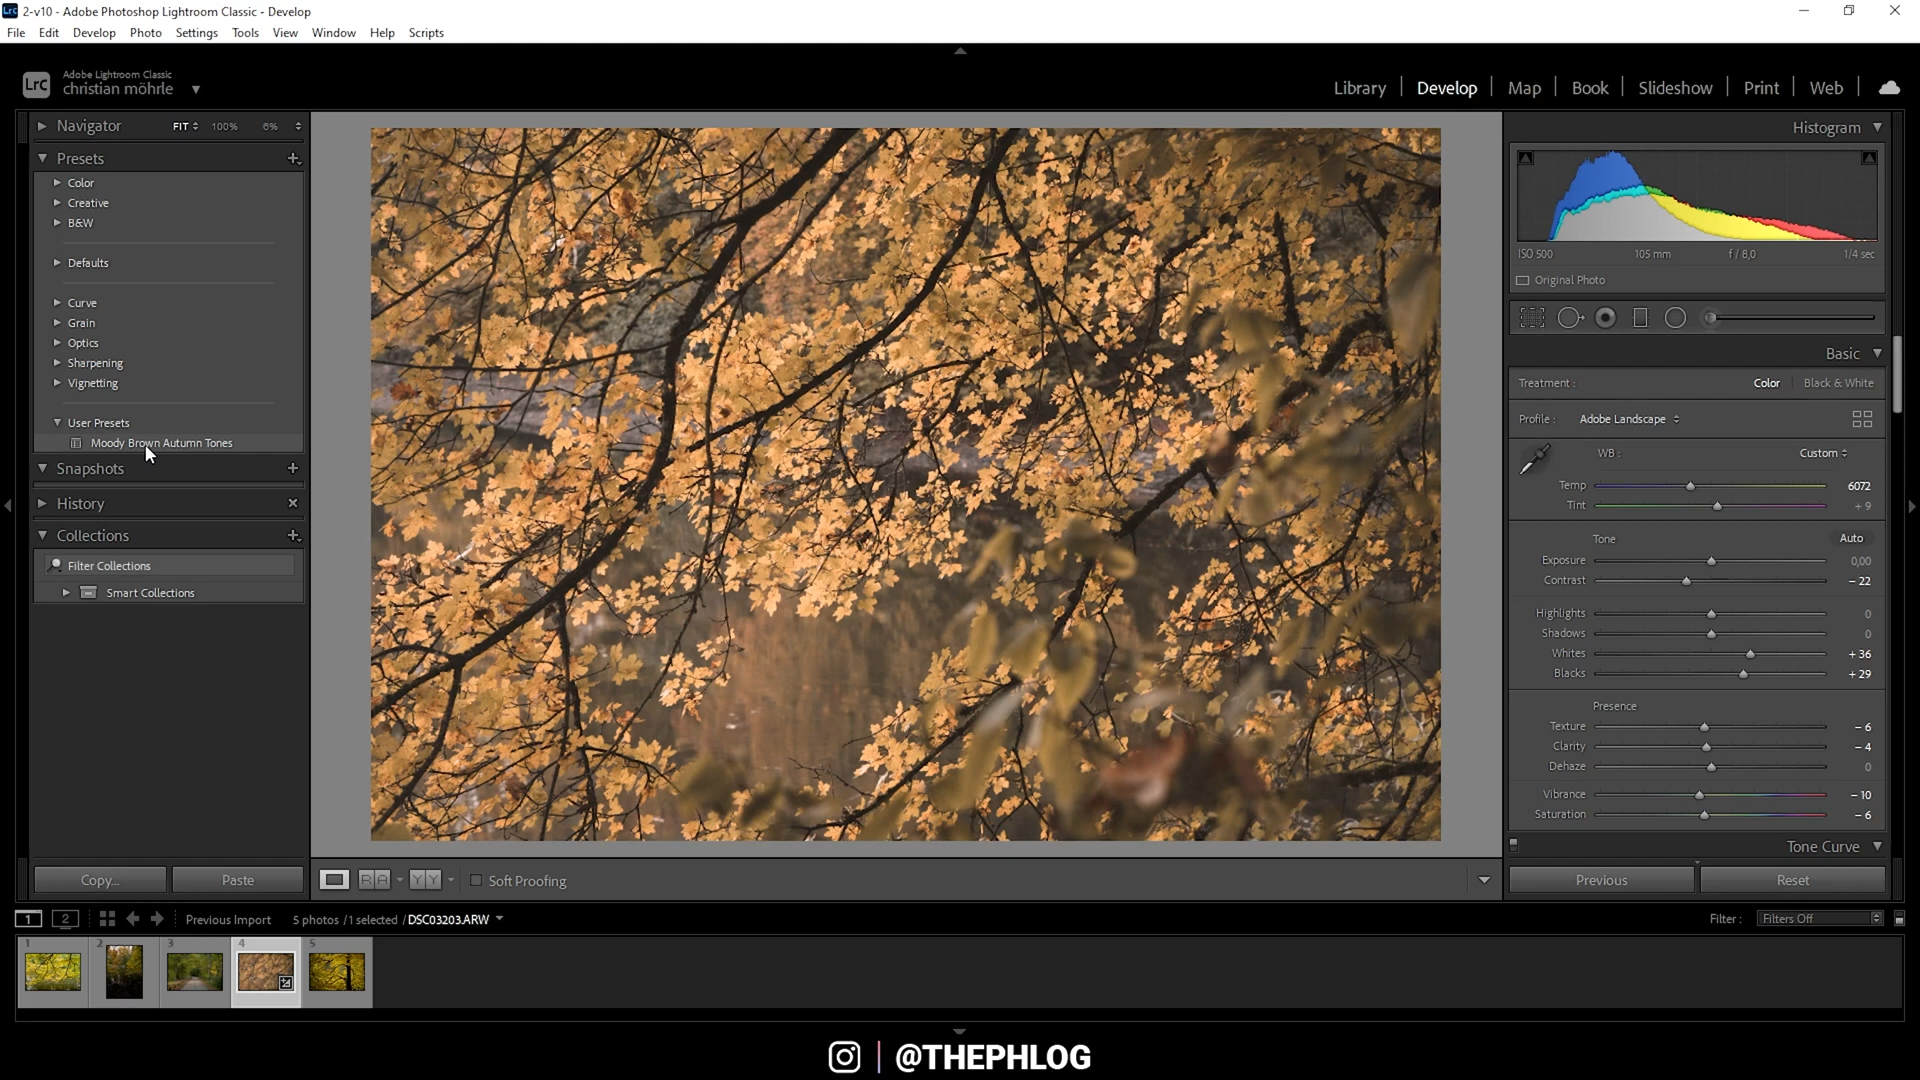 2-v10 - Adobe Photoshop Lightroom Classic - Develop
File Edit Develop Photo Settings Tools View Window Help Scripts
LrC
Adobe Lightroom Classic
christian möhrle
Library Develop Map Book Slideshow Print Web
Navigator FIT 100% 6%
Presets
Color
Creative
B&W
Defaults
Curve
Grain
Optics
Sharpening
Vignetting
User Presets
Moody Brown Autumn Tones
Snapshots
History
Collections
Filter Collections
Smart Collections
Copy... Paste
Soft Proofing
Histogram
ISO 500 105 mm f / 8,0 1/4 sec
Original Photo
Basic
Treatment : Color Black & White
Profile : Adobe Landscape
WB : Custom
Temp 6072
Tint + 9
Tone Auto
Exposure 0,00
Contrast – 22
Highlights 0
Shadows 0
Whites + 36
Blacks + 29
Presence
Texture – 6
Clarity – 4
Dehaze 0
Vibrance – 10
Saturation – 6
Tone Curve
Previous Reset
1 2 Previous Import 5 photos / 1 selected / DSC03203.ARW Filter : Filters Off
1 2 3 4 5
@THEPHLOG